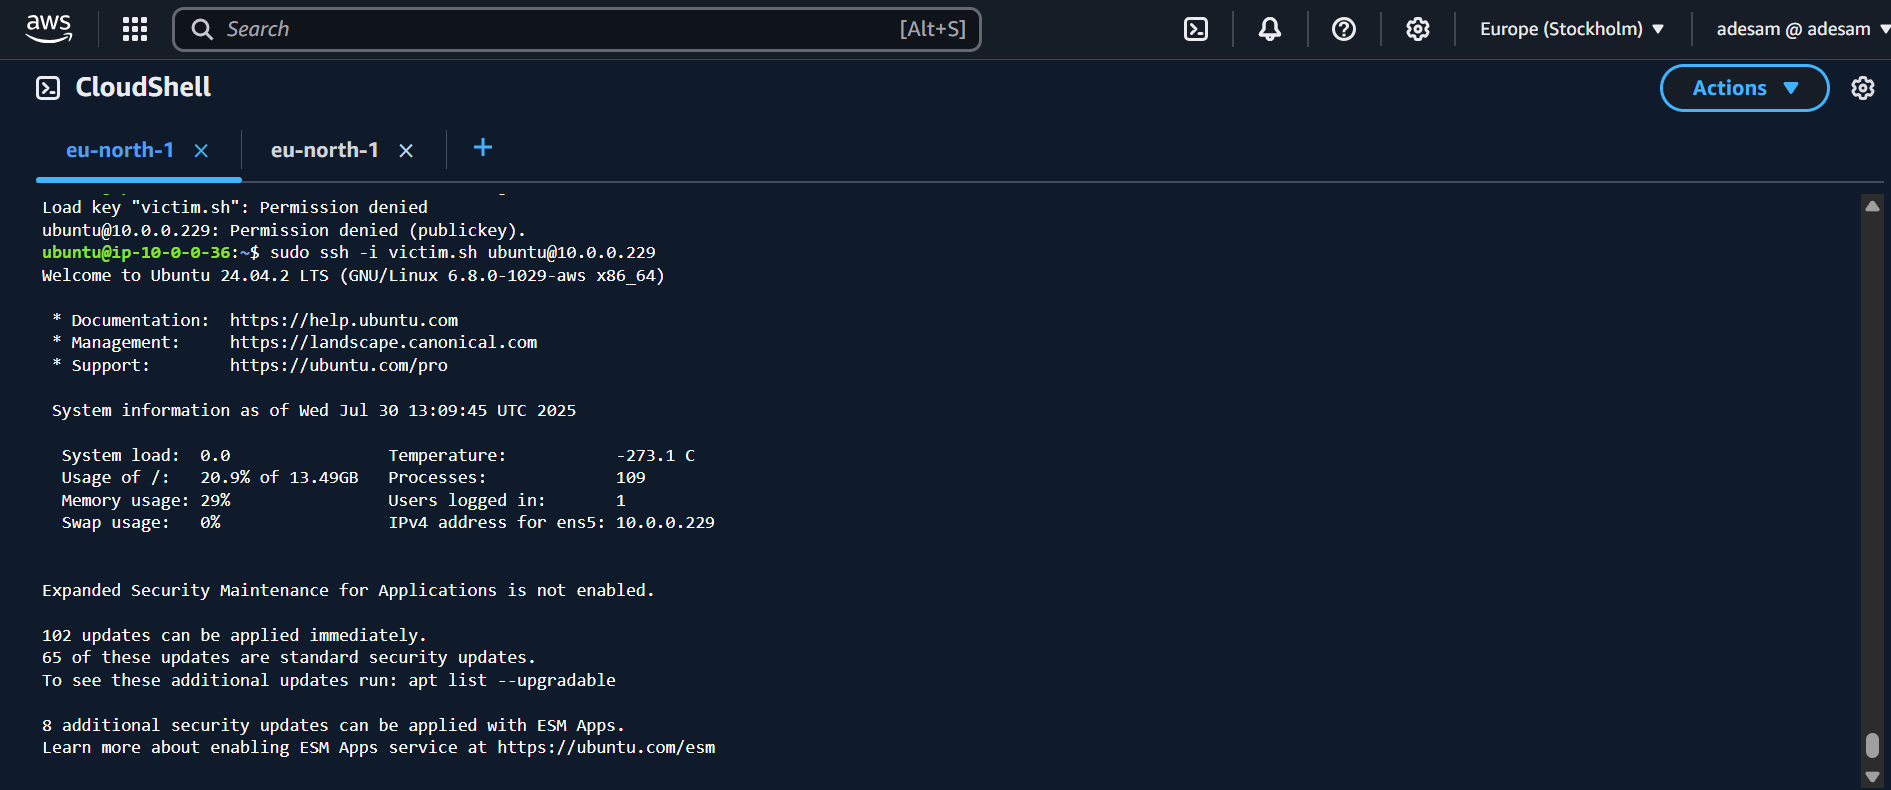 aws
Search [Alt+S]
Europe (Stockholm)
adesam @ adesam
CloudShell
Actions
eu-north-1
eu-north-1
Load key "victim.sh": Permission denied
ubuntu@10.0.0.229: Permission denied (publickey).
ubuntu@ip-10-0-0-36:~$ sudo ssh -i victim.sh ubuntu@10.0.0.229
Welcome to Ubuntu 24.04.2 LTS (GNU/Linux 6.8.0-1029-aws x86_64)
* Documentation: https://help.ubuntu.com
* Management: https://landscape.canonical.com
* Support: https://ubuntu.com/pro
System information as of Wed Jul 30 13:09:45 UTC 2025
System load: 0.0 Temperature: -273.1 C
Usage of /: 20.9% of 13.49GB Processes: 109
Memory usage: 29% Users logged in: 1
Swap usage: 0% IPv4 address for ens5: 10.0.0.229
Expanded Security Maintenance for Applications is not enabled.
102 updates can be applied immediately.
65 of these updates are standard security updates.
To see these additional updates run: apt list --upgradable
8 additional security updates can be applied with ESM Apps.
Learn more about enabling ESM Apps service at https://ubuntu.com/esm